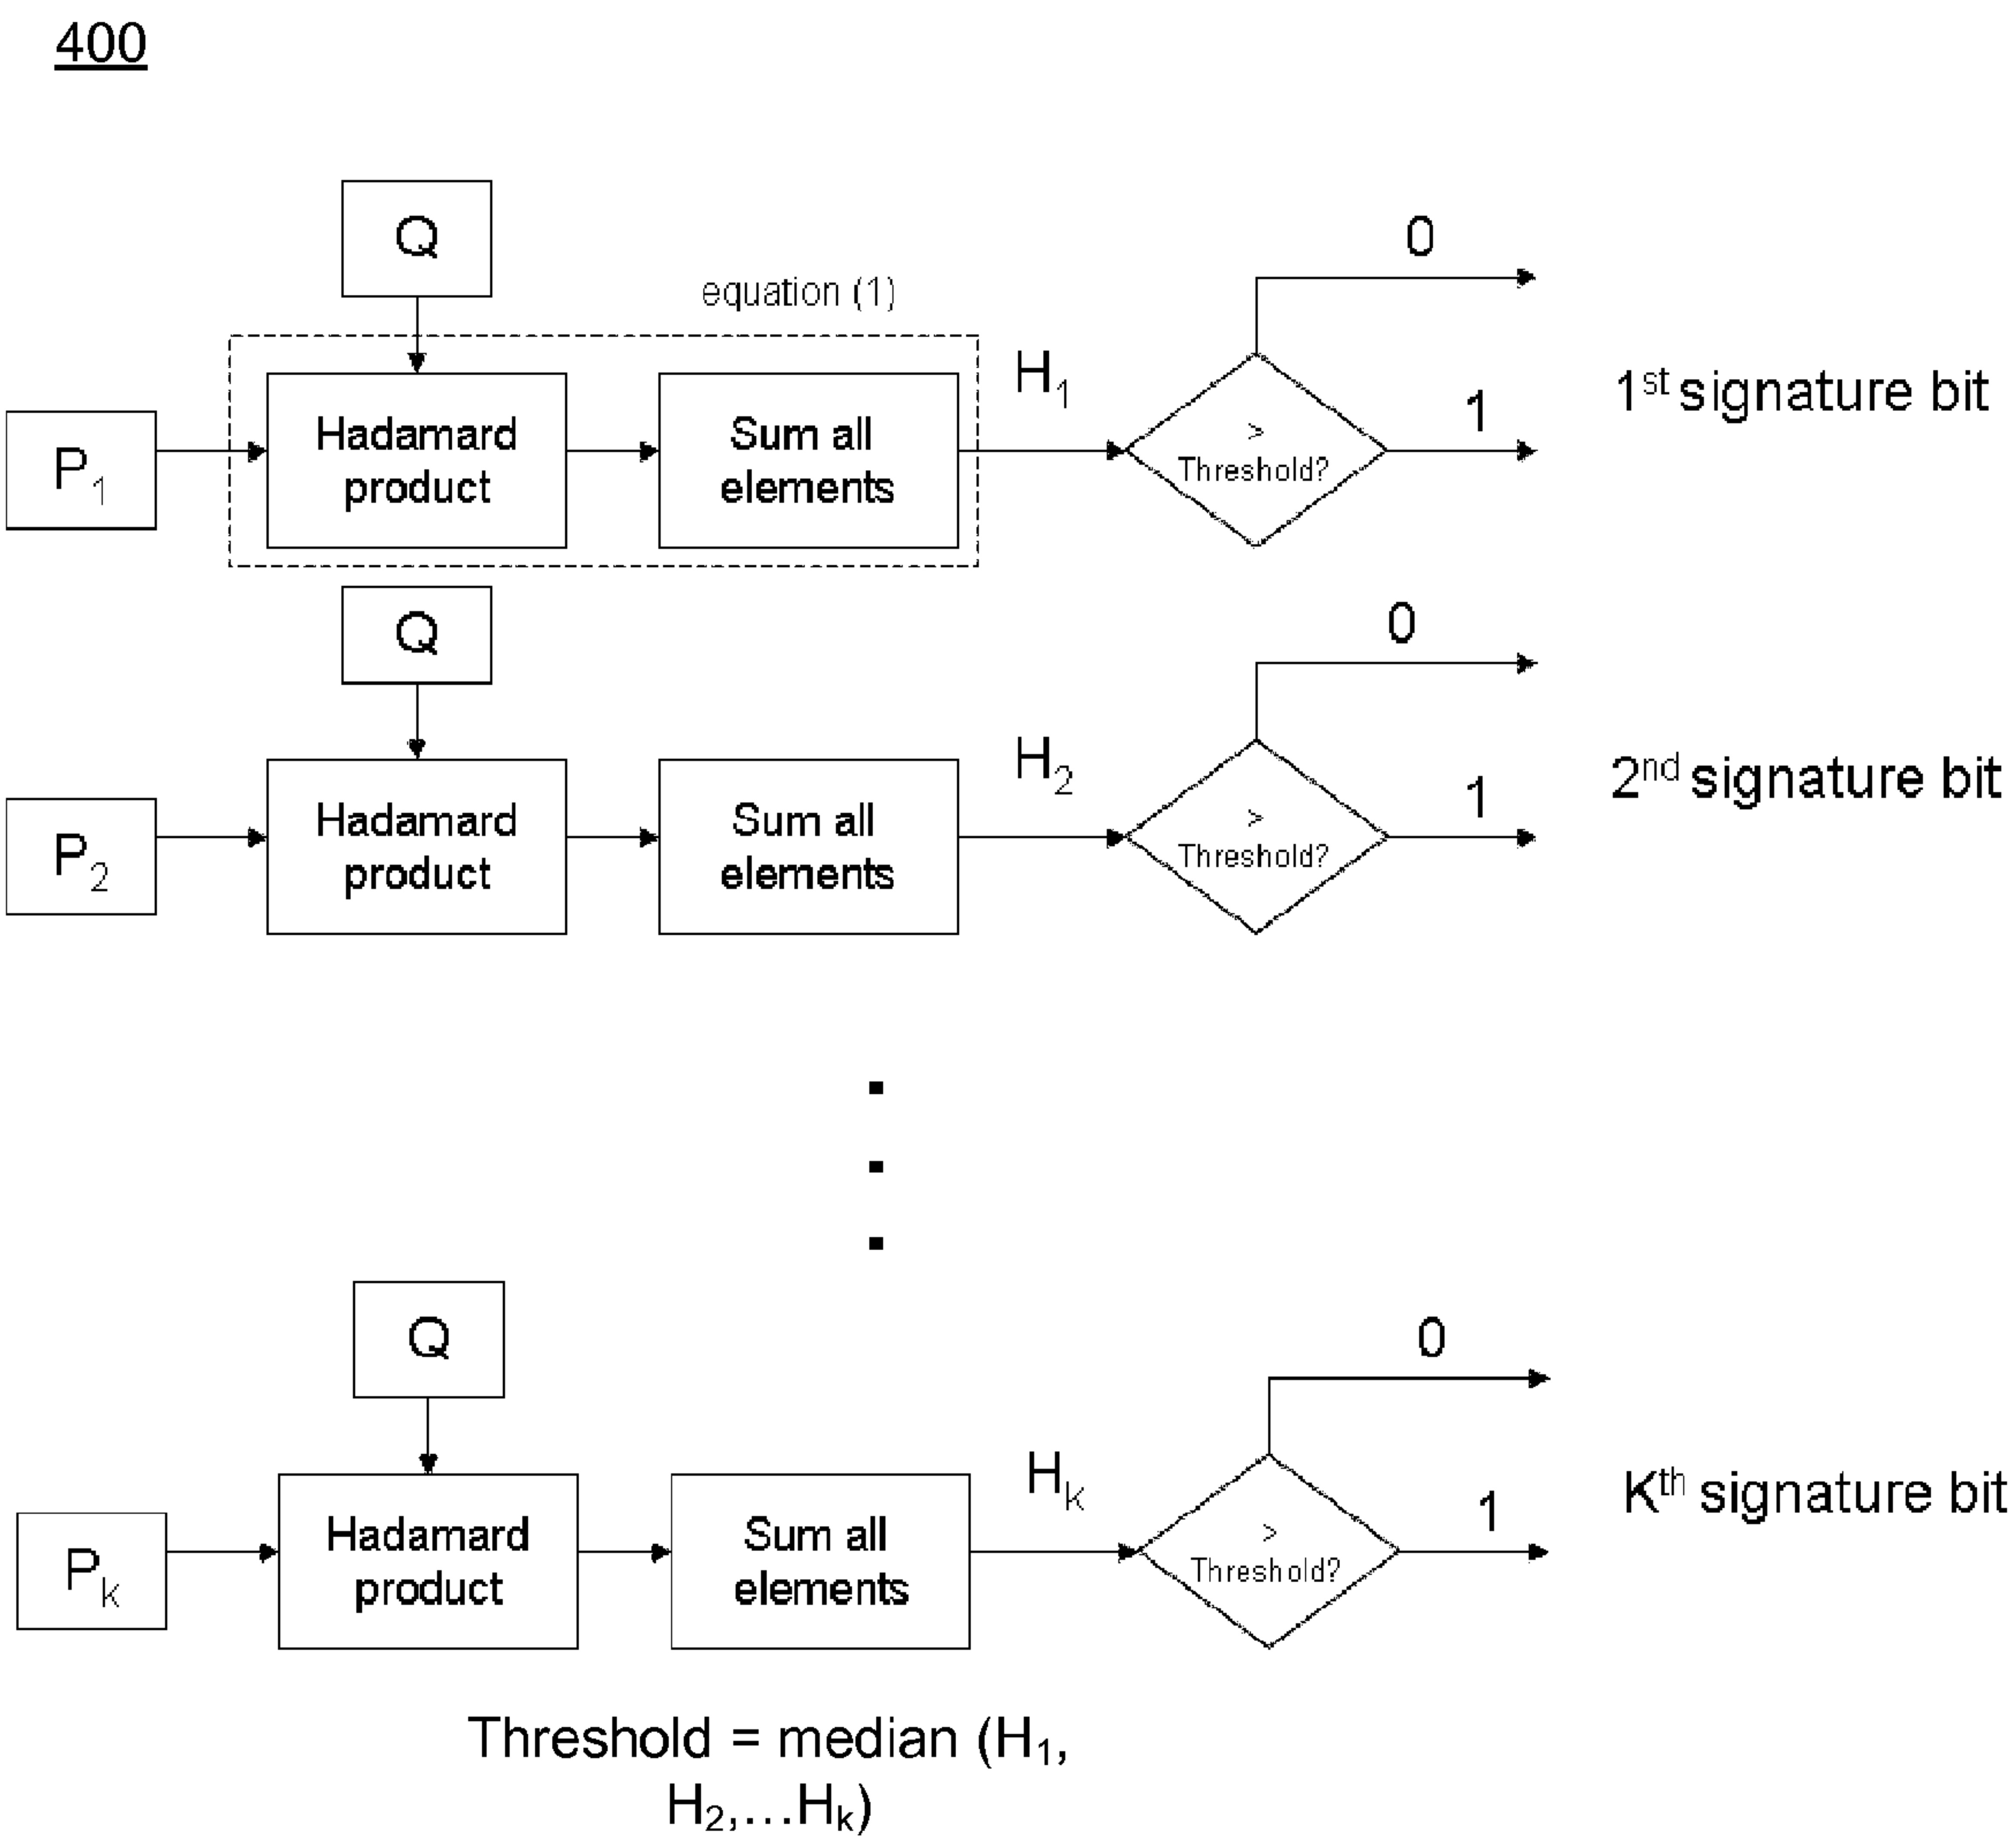 400
Q
equation (1)
0
H1
1
1st signature bit
P1
Hadamard
product
Sum all
elements
>
Threshold?
Q
0
H2
1
2nd signature bit
P2
Hadamard
product
Sum all
elements
>
Threshold?
Q
0
Hk
1
Kth signature bit
Pk
Hadamard
product
Sum all
elements
>
Threshold?
Threshold = median (H1,
H2,...Hk)